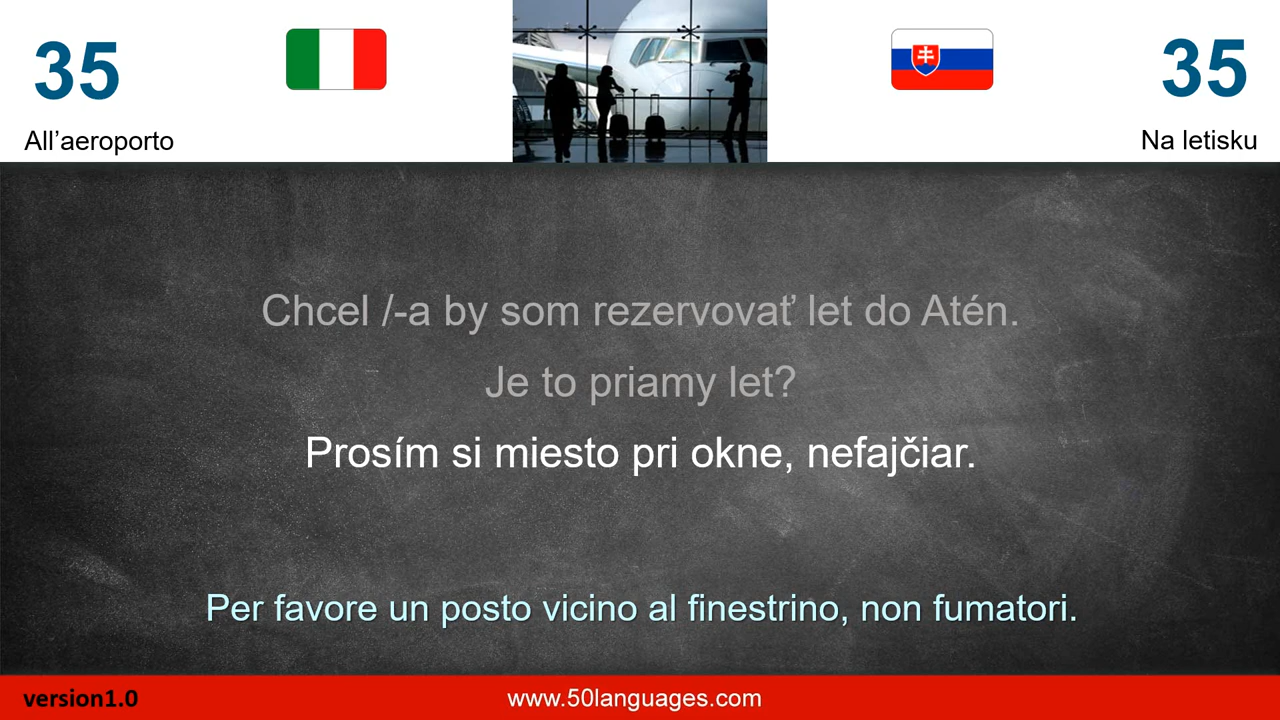 35
35
All’aeroporto
Na letisku
Chcel /-a by som rezervovať let do Atén.
Je to priamy let?
Prosím si miesto pri okne, nefajčiar.
Per favore un posto vicino al finestrino, non fumatori.
version1.0
www.50languages.com